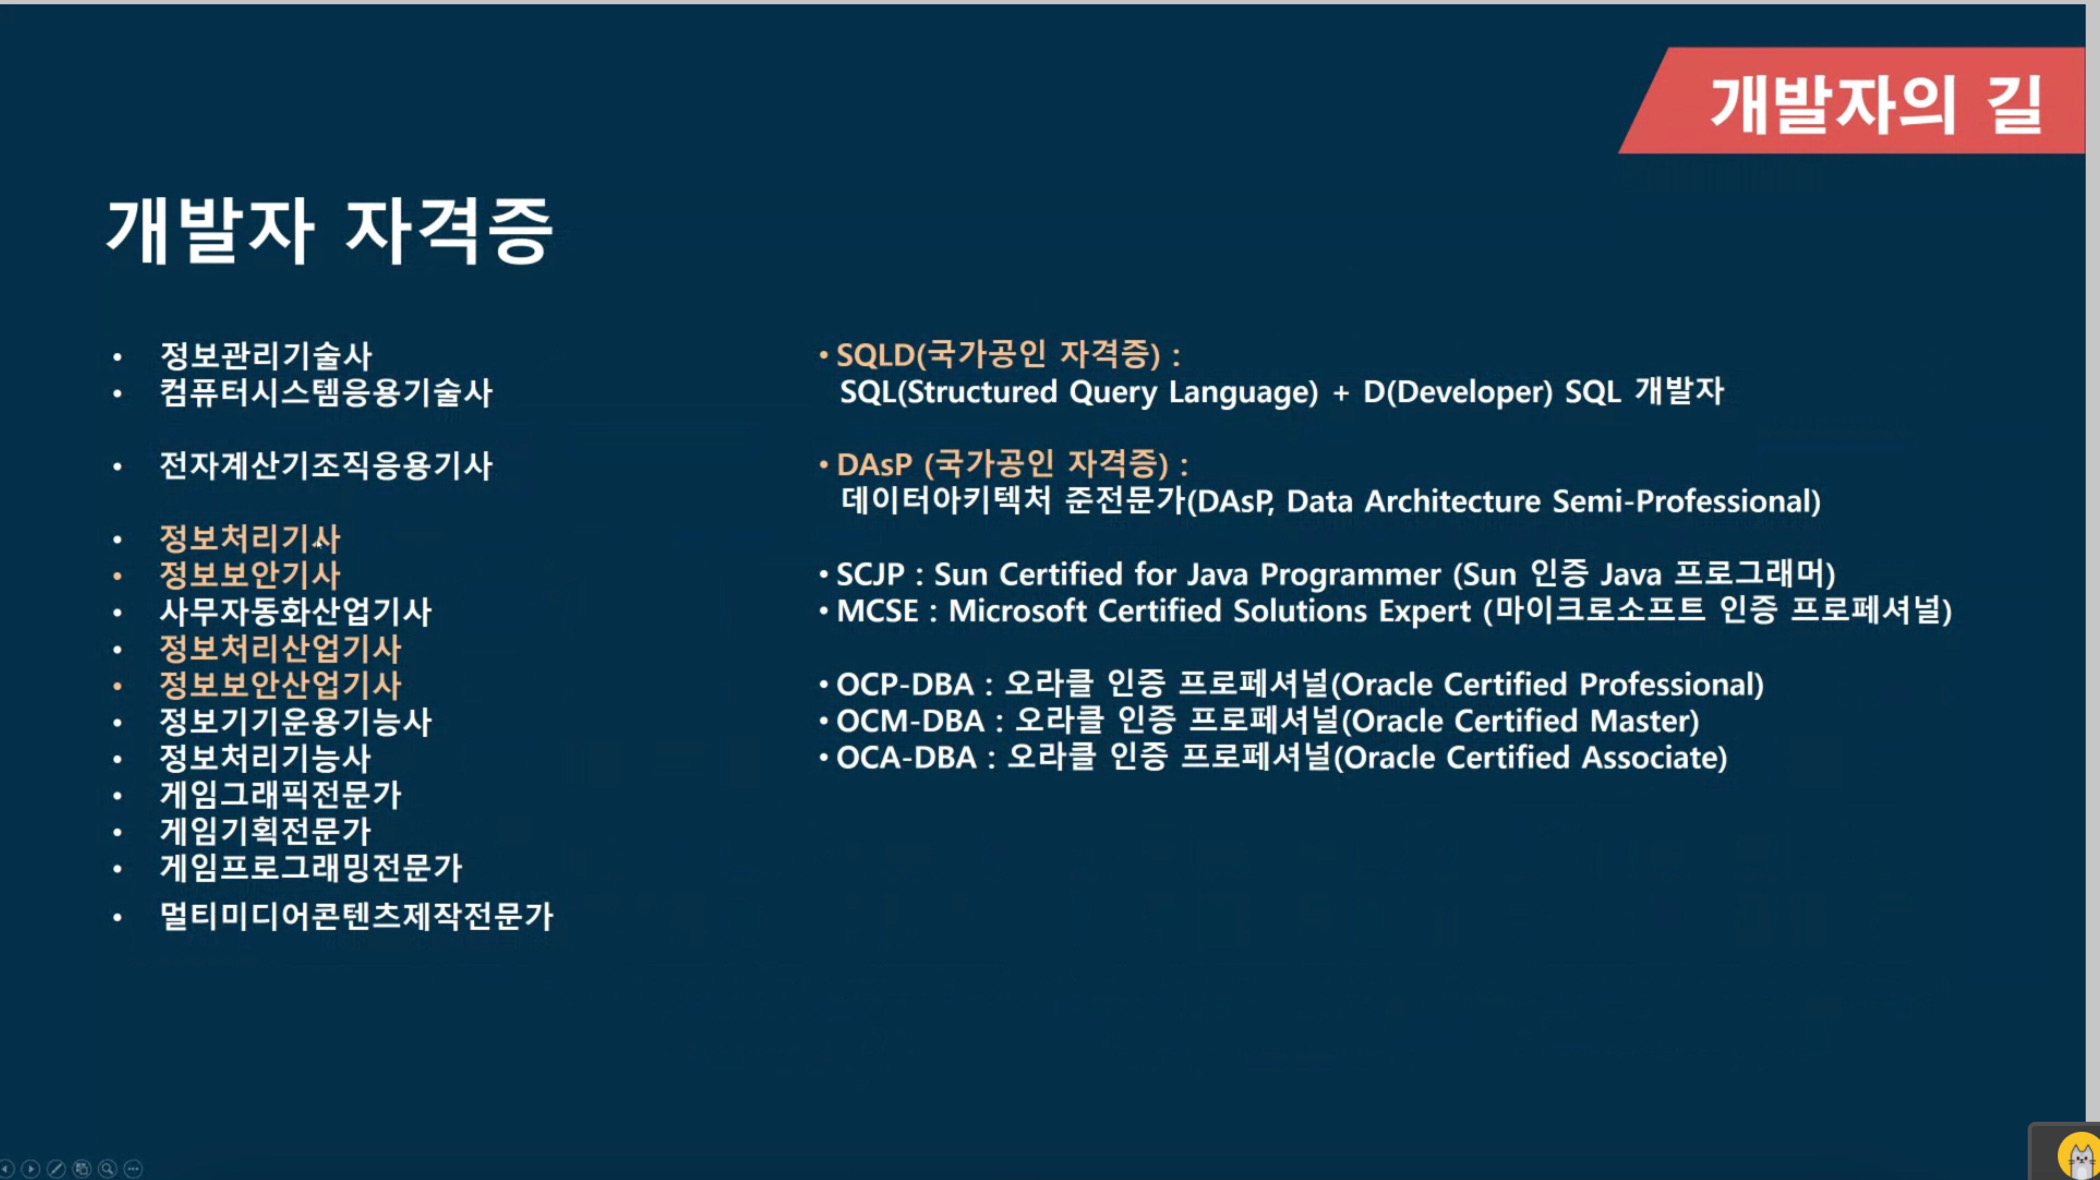 개발자의 길
개발자 자격증
• 정보관리기술사
• 컴퓨터시스템응용기술사
• 전자계산기조직응용기사
• 정보처리기사
• 정보보안기사
• 사무자동화산업기사
• 정보처리산업기사
• 정보보안산업기사
• 정보기기운용기능사
• 정보처리기능사
• 게임그래픽전문가
• 게임기획전문가
• 게임프로그래밍전문가
• 멀티미디어콘텐츠제작전문가
• SQLD(국가공인 자격증) :
SQL(Structured Query Language) + D(Developer) SQL 개발자
• DAsP (국가공인 자격증) :
데이터아키텍처 준전문가(DAsP, Data Architecture Semi-Professional)
• SCJP : Sun Certified for Java Programmer (Sun 인증 Java 프로그래머)
• MCSE : Microsoft Certified Solutions Expert (마이크로소프트 인증 프로페셔널)
• OCP-DBA : 오라클 인증 프로페셔널(Oracle Certified Professional)
• OCM-DBA : 오라클 인증 프로페셔널(Oracle Certified Master)
• OCA-DBA : 오라클 인증 프로페셔널(Oracle Certified Associate)